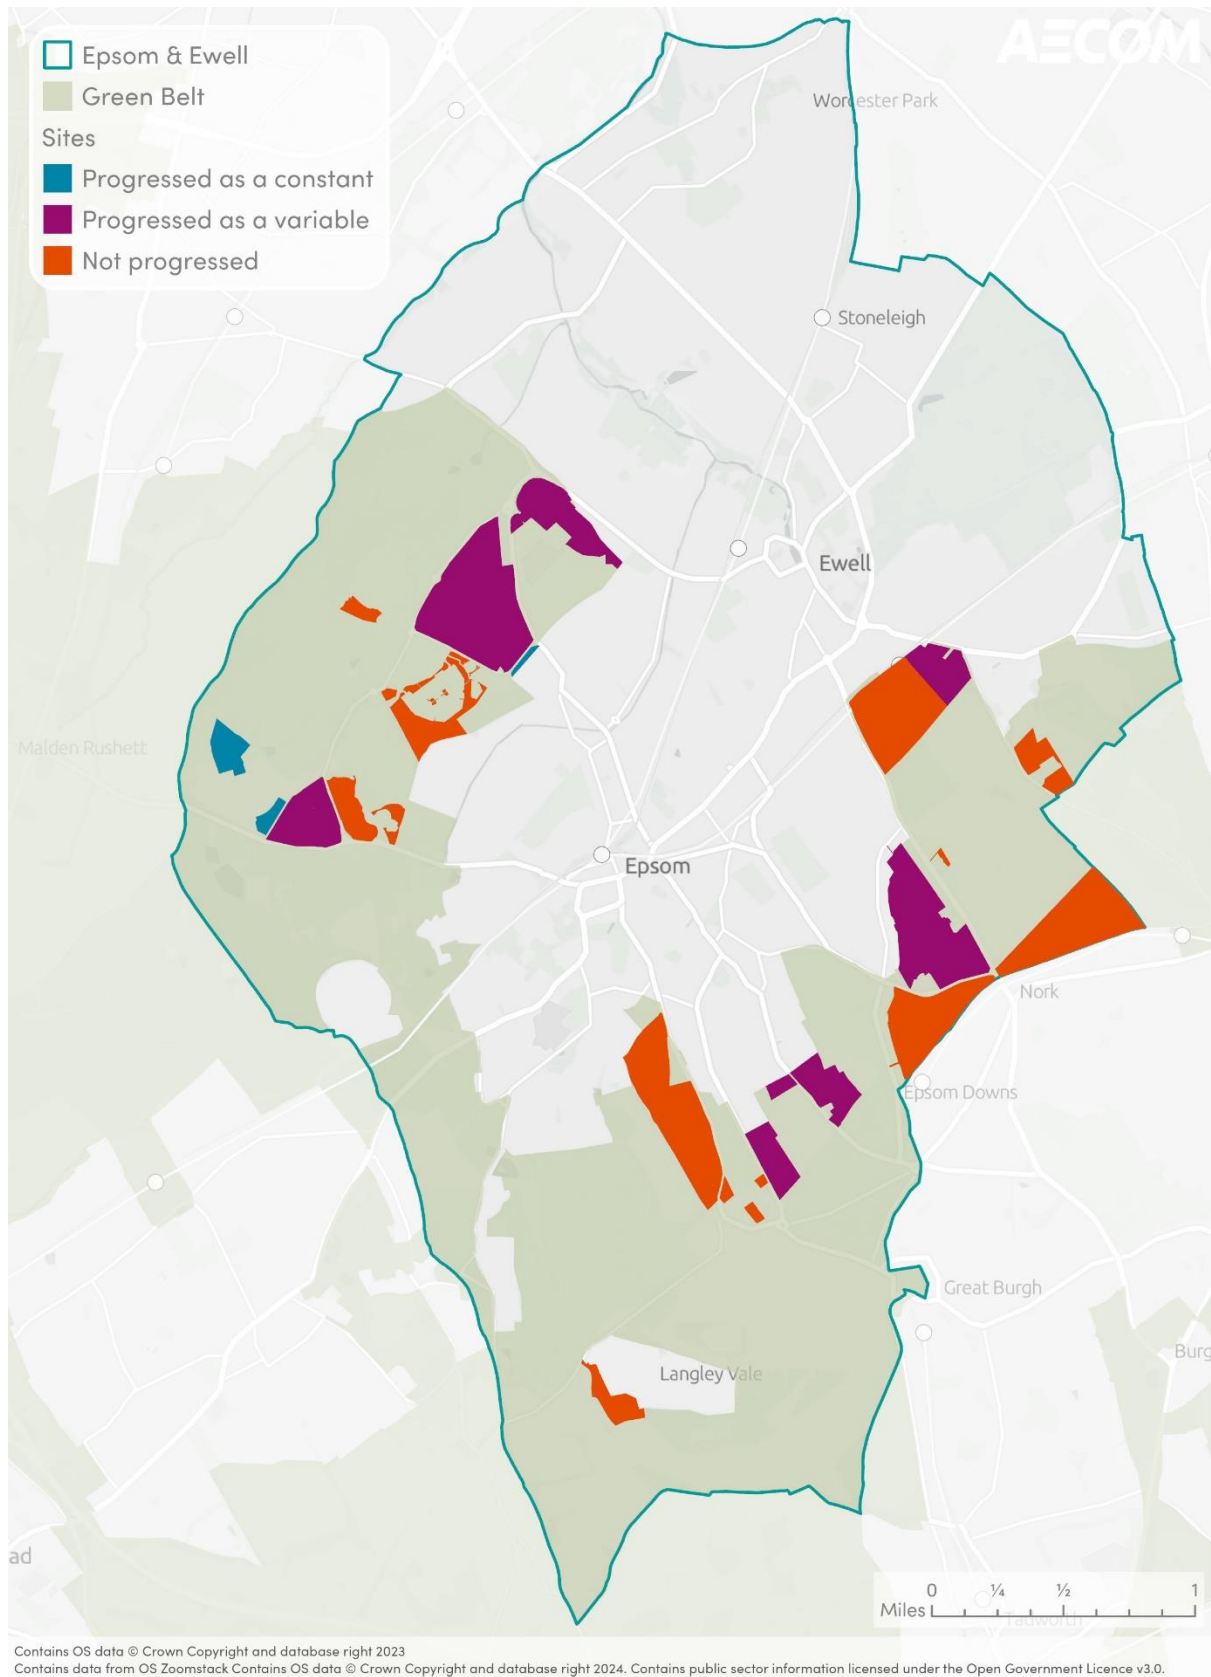 AECOM
Epsom & Ewell
Green Belt
Sites
Progressed as a constant
Progressed as a variable
Not progressed
Worcester Park
Stoneleigh
Ewell
Malden Rushett
Epsom
Nork
Epsom Downs
Great Burgh
Burg
Langley Vale
ad
0 ¼ ½ 1
Miles
Tadworth
Contains OS data © Crown Copyright and database right 2023
Contains data from OS Zoomstack Contains OS data © Crown Copyright and database right 2024. Contains public sector information licensed under the Open Government Licence v3.0.